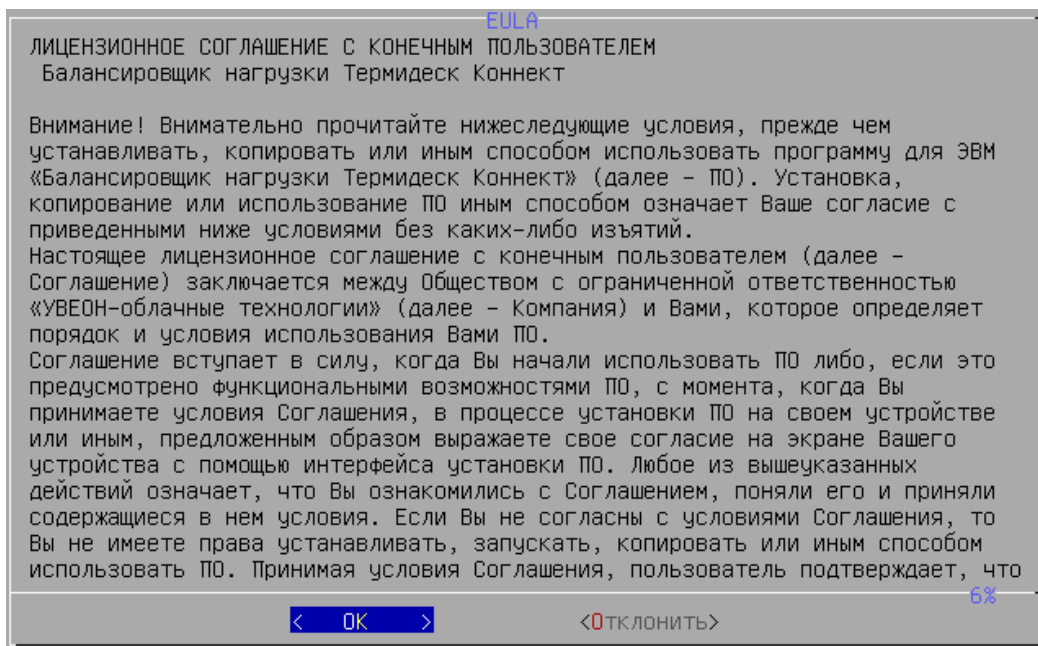 EULA
ЛИЦЕНЗИОННОЕ СОГЛАШЕНИЕ С КОНЕЧНЫМ ПОЛЬЗОВАТЕЛЕМ
Балансировщик нагрузки Термидеск Коннект
Внимание! Внимательно прочитайте нижеследующие условия, прежде чем
устанавливать, копировать или иным способом использовать программу для ЭВМ
«Балансировщик нагрузки Термидеск Коннект» (далее – ПО). Установка,
копирование или использование ПО иным способом означает Ваше согласие с
приведенными ниже условиями без каких-либо изъятий.
Настоящее лицензионное соглашение с конечным пользователем (далее –
Соглашение) заключается между Обществом с ограниченной ответственностью
«УВЕОН-облачные технологии» (далее – Компания) и Вами, которое определяет
порядок и условия использования Вами ПО.
Соглашение вступает в силу, когда Вы начали использовать ПО либо, если это
предусмотрено функциональными возможностями ПО, с момента, когда Вы
принимаете условия Соглашения, в процессе установки ПО на своем устройстве
или иным, предложенным образом выражаете свое согласие на экране Вашего
устройства с помощью интерфейса установки ПО. Любое из вышеуказанных
действий означает, что Вы ознакомились с Соглашением, поняли его и приняли
содержащиеся в нем условия. Если Вы не согласны с условиями Соглашения, то
Вы не имеете права устанавливать, запускать, копировать или иным способом
использовать ПО. Принимая условия Соглашения, пользователь подтверждает, что
6%
< OK > <Отклонить>